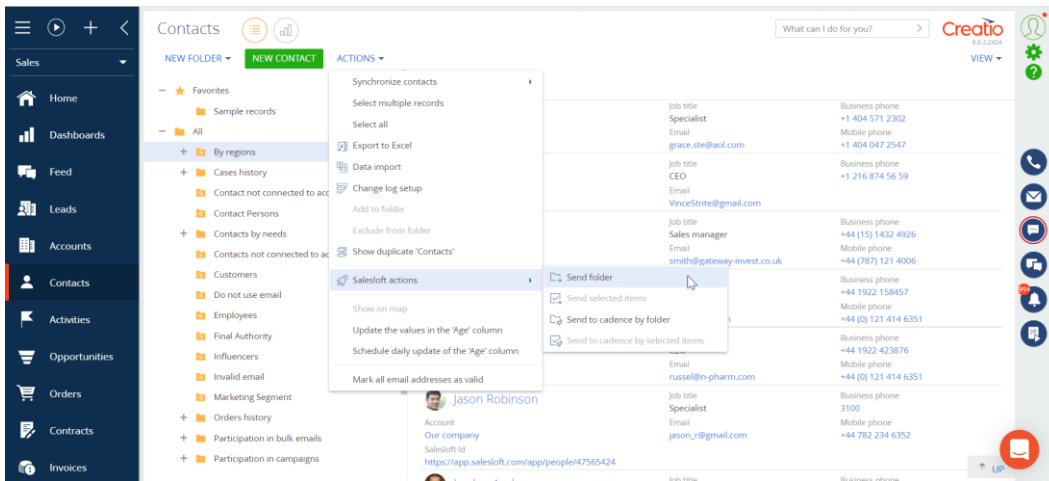 Contacts
What can I do for you?
Creatio
8.0.2.2424
Sales
NEW FOLDER
NEW CONTACT
ACTIONS
VIEW
Home
Dashboards
Feed
Leads
Accounts
Contacts
Activities
Opportunities
Orders
Contracts
Invoices
Favorites
Sample records
All
By regions
Cases history
Contact not connected to acc
Contact Persons
Contacts by needs
Contacts not connected to ac
Customers
Do not use email
Employees
Final Authority
Influencers
Invalid email
Marketing Segment
Orders history
Participation in bulk emails
Participation in campaigns
Synchronize contacts
Select multiple records
Select all
Export to Excel
Data import
Change log setup
Add to folder
Exclude from folder
Show duplicate 'Contacts'
Salesloft actions
Show on map
Update the values in the 'Age' column
Schedule daily update of the 'Age' column
Mark all email addresses as valid
Send folder
Send selected items
Send to cadence by folder
Send to cadence by selected items
Job title
Business phone
Specialist
+1 404 571 2302
Email
Mobile phone
grace.ste@aol.com
+1 404 047 2547
Job title
Business phone
CEO
+1 216 874 56 59
Email
VinceStrite@gmail.com
Job title
Business phone
Sales manager
+44 (15) 1432 4926
Email
Mobile phone
smith@gateway-invest.co.uk
+44 (787) 121 4006
Business phone
+44 1922 158457
Mobile phone
+44 (0) 121 414 6351
Business phone
CEO
+44 1922 423876
Email
Mobile phone
russel@n-pharm.com
+44 (0) 121 414 6351
Jason Robinson
Job title
Business phone
Specialist
3100
Account
Email
Mobile phone
Our company
jason_r@gmail.com
+44 782 234 6352
Salesloft Id
https://app.salesloft.com/app/people/47565424
Job title
Business phone
99+
UP